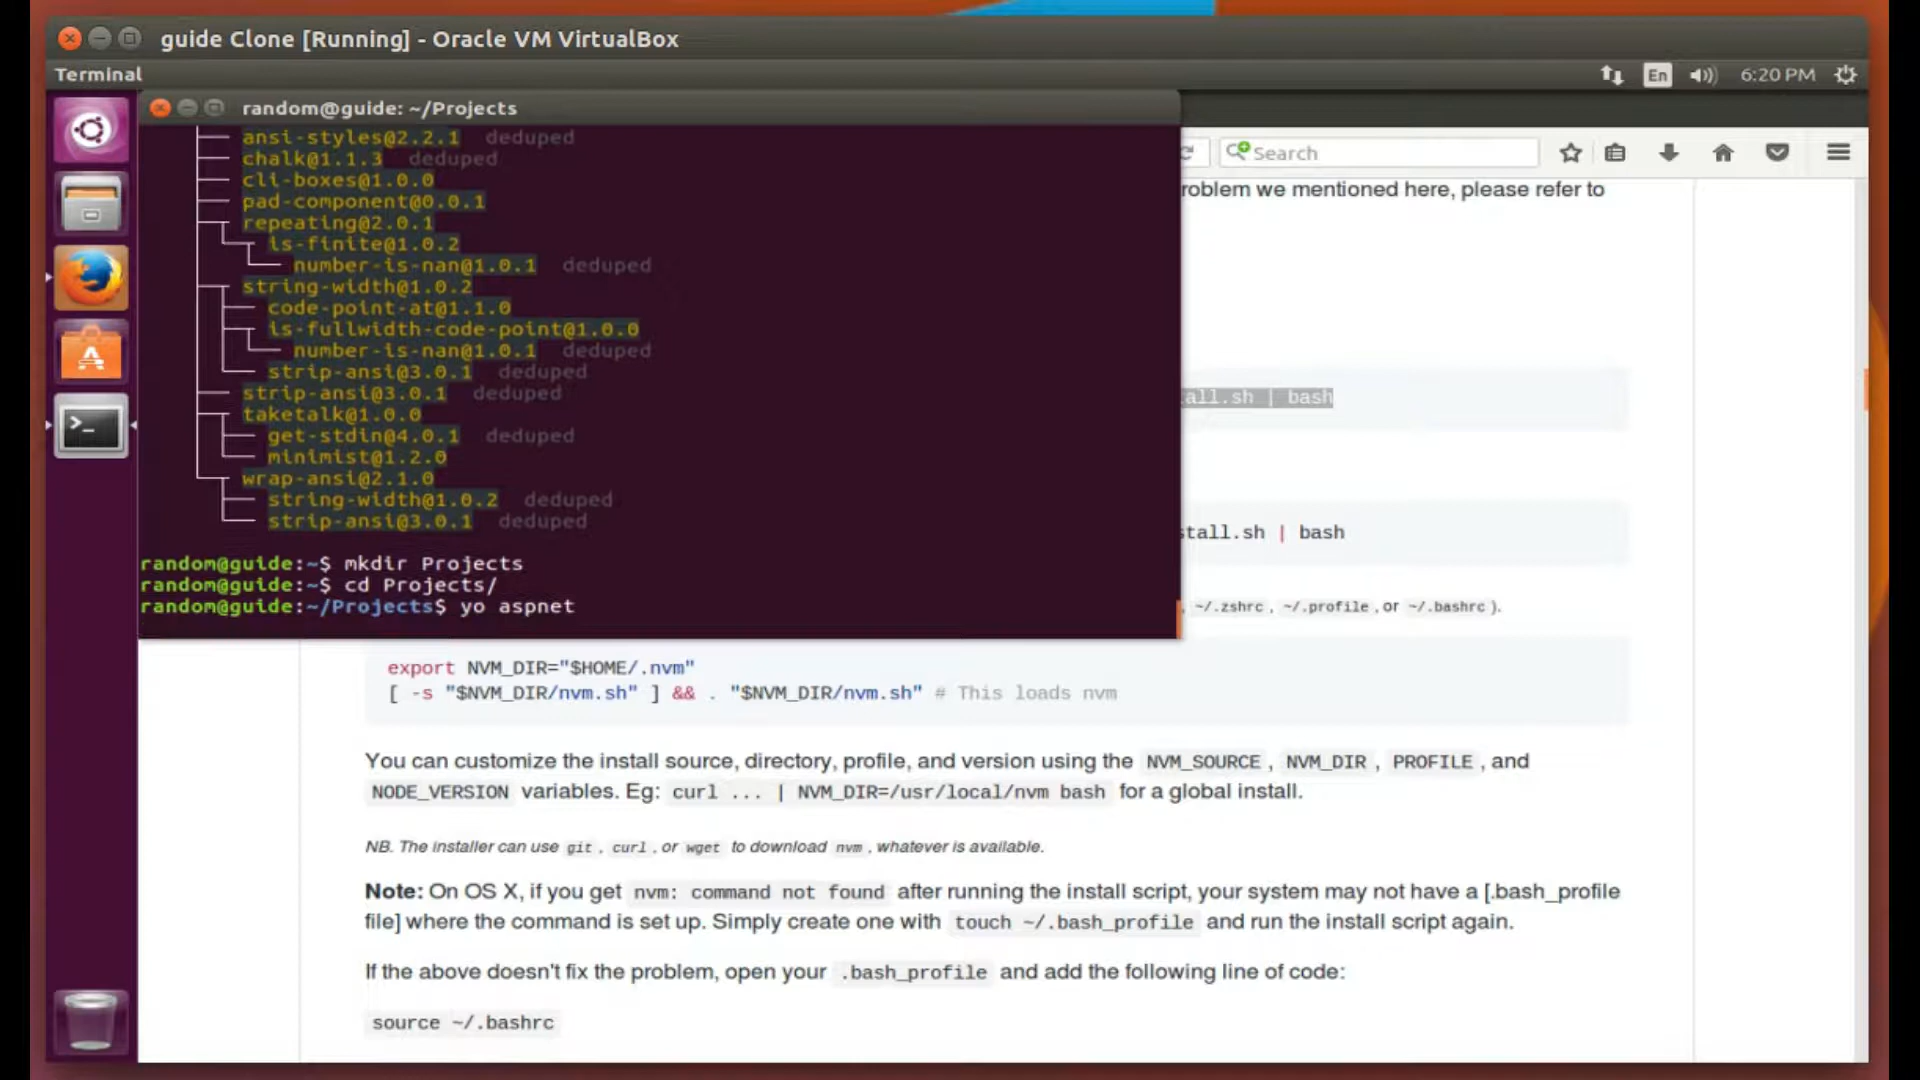 guide Clone [Running] - Oracle VM VirtualBox
Terminal
En
6:20 PM
random@guide: ~/Projects
ansi-styles@2.2.1 deduped
chalk@1.1.3 deduped
cli-boxes@1.0.0
pad-component@0.0.1
repeating@2.0.1
is-finite@1.0.2
number-is-nan@1.0.1 deduped
string-width@1.0.2
code-point-at@1.1.0
is-fullwidth-code-point@1.0.0
number-is-nan@1.0.1 deduped
strip-ansi@3.0.1 deduped
strip-ansi@3.0.1 deduped
taketalk@1.0.0
get-stdin@4.0.1 deduped
minimist@1.2.0
wrap-ansi@2.1.0
string-width@1.0.2 deduped
strip-ansi@3.0.1 deduped
random@guide:~$ mkdir Projects
random@guide:~$ cd Projects/
random@guide:~/Projects$ yo aspnet
Search
roblem we mentioned here, please refer to
all.sh | bash
stall.sh | bash
, ~/.zshrc , ~/.profile , or ~/.bashrc ).
export NVM_DIR="$HOME/.nvm"
[ -s "$NVM_DIR/nvm.sh" ] && . "$NVM_DIR/nvm.sh" # This loads nvm
You can customize the install source, directory, profile, and version using the NVM_SOURCE , NVM_DIR , PROFILE , and
NODE_VERSION variables. Eg: curl ... | NVM_DIR=/usr/local/nvm bash for a global install.
NB. The installer can use git , curl , or wget to download nvm , whatever is available.
Note: On OS X, if you get nvm: command not found after running the install script, your system may not have a [.bash_profile
file] where the command is set up. Simply create one with touch ~/.bash_profile and run the install script again.
If the above doesn't fix the problem, open your .bash_profile and add the following line of code:
source ~/.bashrc